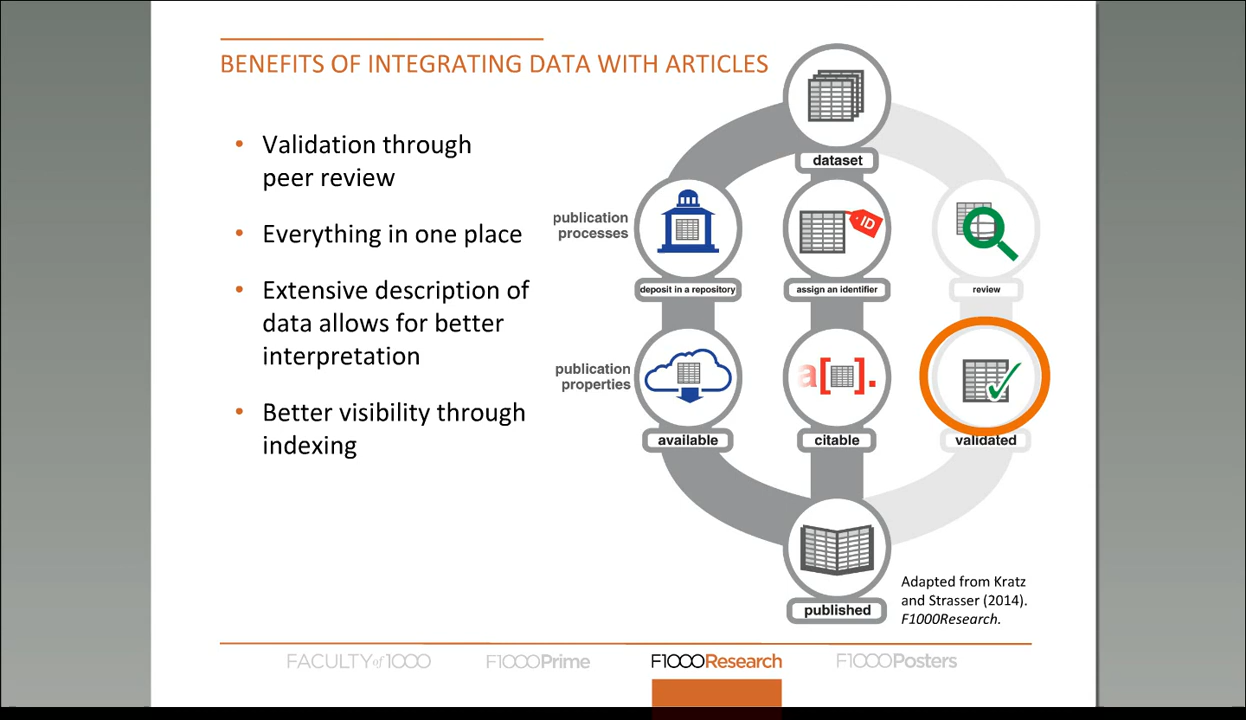 BENEFITS OF INTEGRATING DATA WITH ARTICLES
• Validation through
peer review
• Everything in one place
• Extensive description of
data allows for better
interpretation
• Better visibility through
indexing
dataset
publication
processes
ID
deposit in a repository
assign an identifier
review
publication
properties
a[ ].
available
citable
validated
published
Adapted from Kratz
and Strasser (2014).
F1000Research.
FACULTY of 1000
F1000Prime
F1000Research
F1000Posters